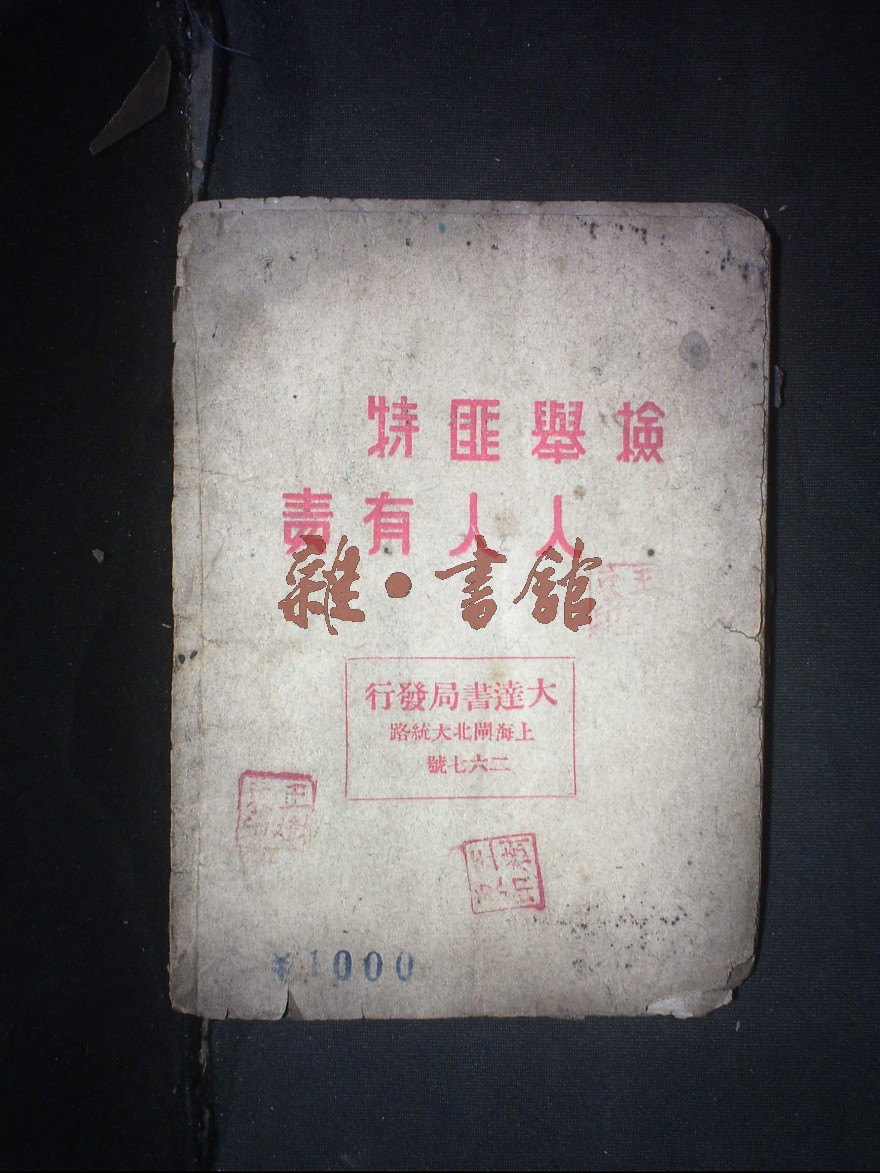 檢舉匪特
人人有責
雜·書館
大達書局發行
上海閘北大統路
二六七號
¥1000